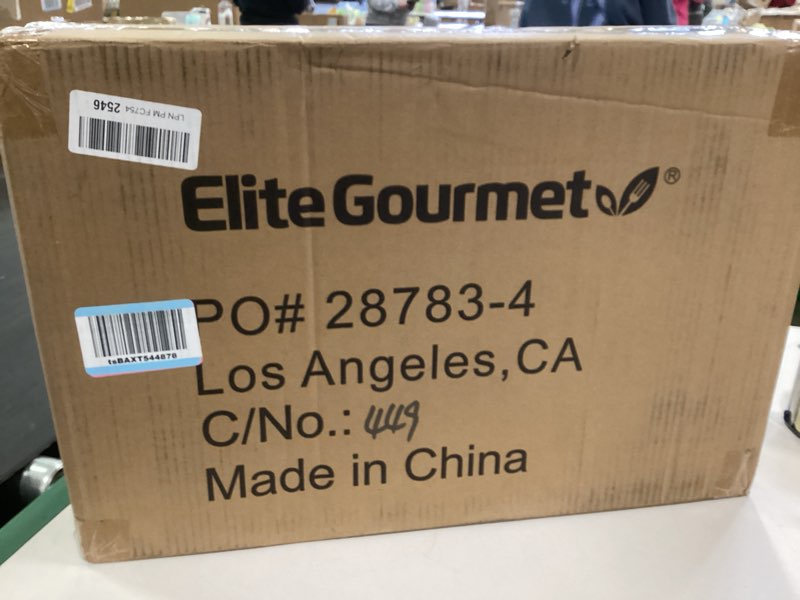 LPN PM FC754 2546
Elite Gourmet ®
PO# 28783-4
tsBAXT544878
Los Angeles,CA
C/No.: 449
Made in China